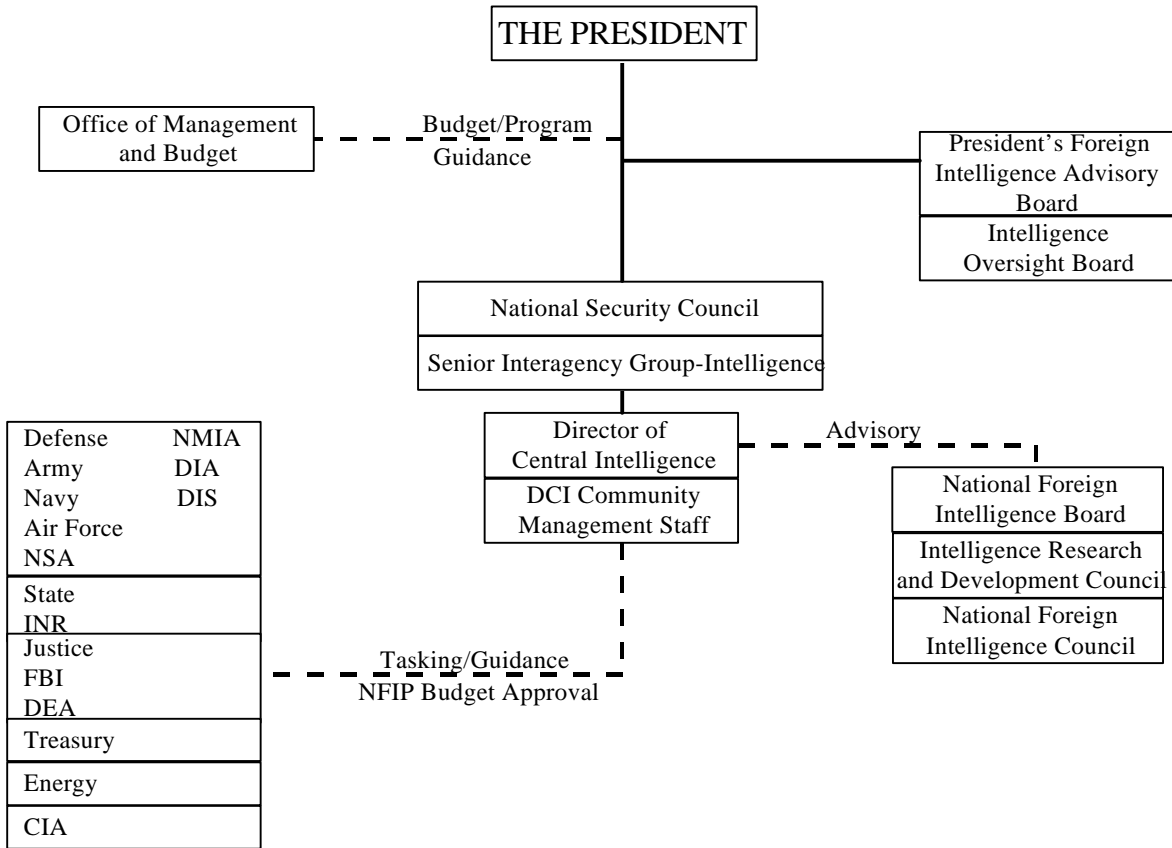 THE PRESIDENT
Office of Management
and Budget
Budget/Program
Guidance
President’s Foreign
Intelligence Advisory
Board
Intelligence
Oversight Board
National Security Council
Senior Interagency Group-Intelligence
Director of
Central Intelligence
DCI Community
Management Staff
Advisory
National Foreign
Intelligence Board
Intelligence Research
and Development Council
National Foreign
Intelligence Council
Defense NMIA
Army DIA
Navy DIS
Air Force
NSA
State
INR
Justice
FBI
DEA
Treasury
Energy
CIA
Tasking/Guidance
NFIP Budget Approval